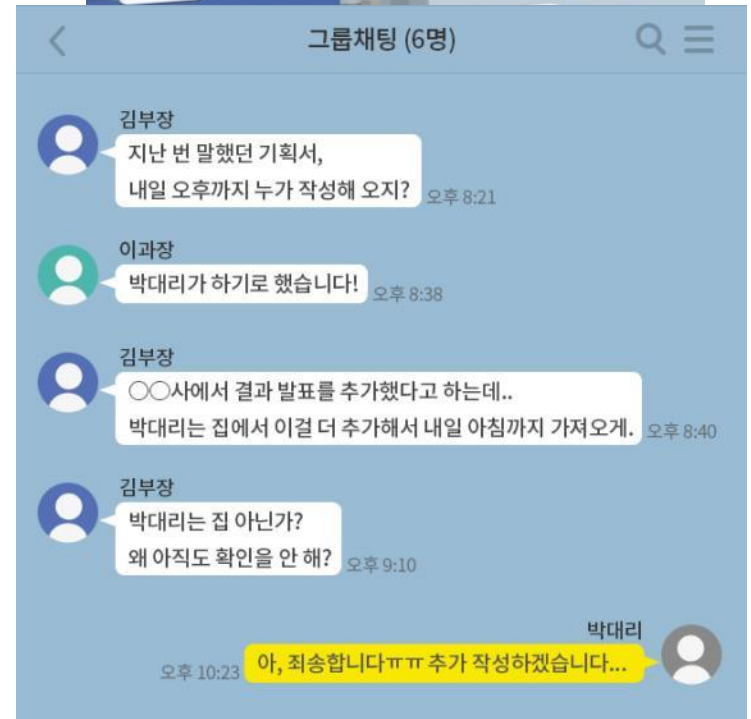 그룹채팅 (6명)
김부장
지난 번 말했던 기획서,
내일 오후까지 누가 작성해 오지?
오후 8:21
이과장
박대리가 하기로 했습니다!
오후 8:38
김부장
○○사에서 결과 발표를 추가했다고 하는데..
박대리는 집에서 이걸 더 추가해서 내일 아침까지 가져오게.
오후 8:40
김부장
박대리는 집 아닌가?
왜 아직도 확인을 안 해?
오후 9:10
박대리
아, 죄송합니다ㅠㅠ 추가 작성하겠습니다...
오후 10:23